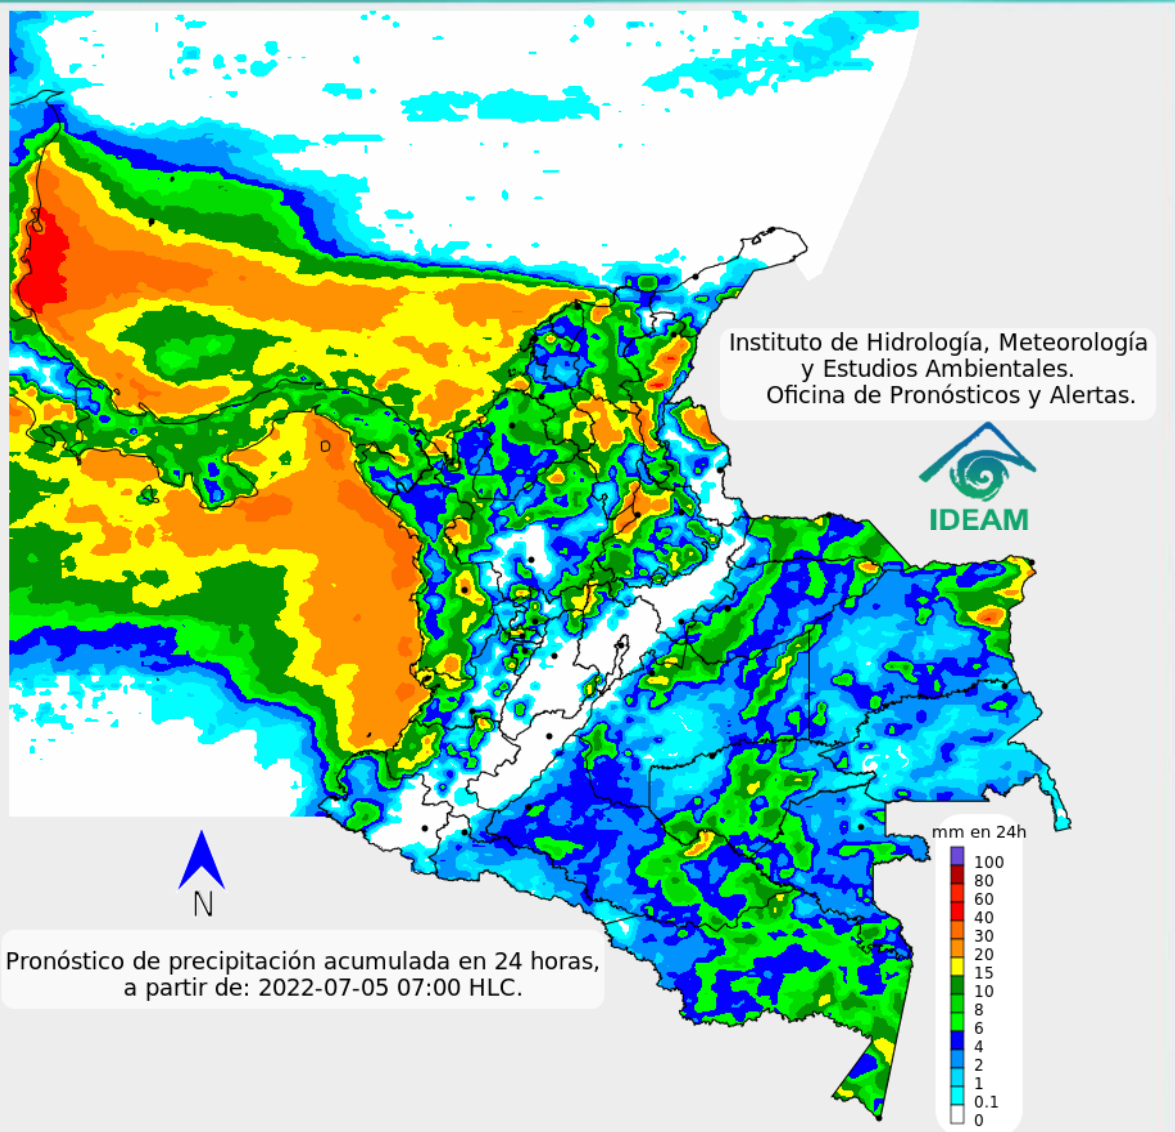 Instituto de Hidrología, Meteorología
y Estudios Ambientales.
Oficina de Pronósticos y Alertas.
IDEAM
mm en 24h
100
80
60
40
30
20
15
10
8
6
4
2
1
0.1
0
N
Pronóstico de precipitación acumulada en 24 horas,
a partir de: 2022-07-05 07:00 HLC.